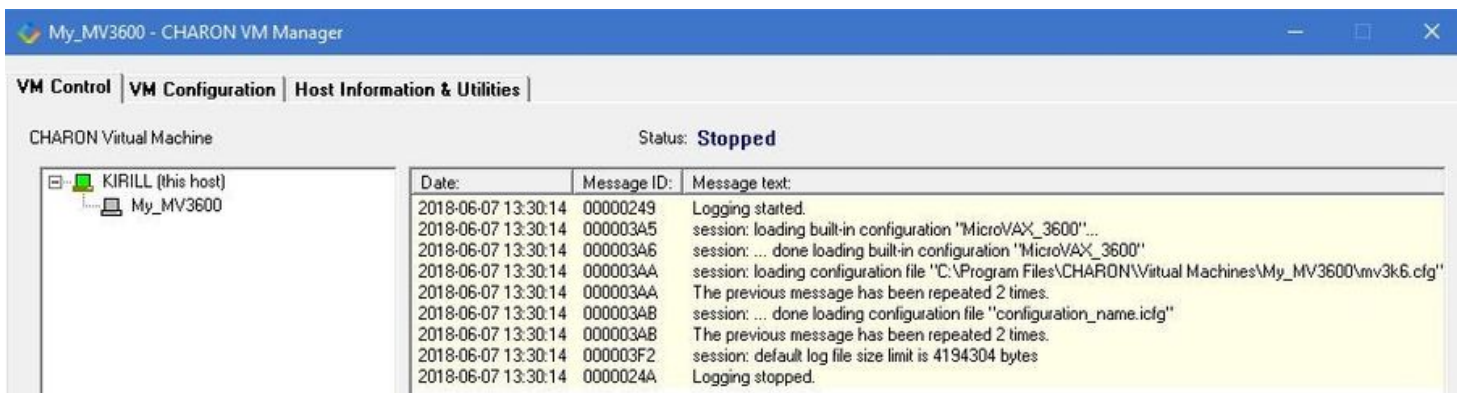 My_MV3600 - CHARON VM Manager
VM Control VM Configuration Host Information & Utilities
CHARON Virtual Machine Status: Stopped
KIRILL (this host)
My_MV3600
Date: Message ID: Message text:
2018-06-07 13:30:14 00000249 Logging started.
2018-06-07 13:30:14 000003A5 session: loading built-in configuration "MicroVAX_3600"...
2018-06-07 13:30:14 000003A6 session: ... done loading built-in configuration "MicroVAX_3600"
2018-06-07 13:30:14 000003AA session: loading configuration file "C:\Program Files\CHARON\Virtual Machines\My_MV3600\mv3k6.cfg"
2018-06-07 13:30:14 000003AA The previous message has been repeated 2 times.
2018-06-07 13:30:14 000003AB session: ... done loading configuration file "configuration_name.icfg"
2018-06-07 13:30:14 000003AB The previous message has been repeated 2 times.
2018-06-07 13:30:14 000003F2 session: default log file size limit is 4194304 bytes
2018-06-07 13:30:14 0000024A Logging stopped.